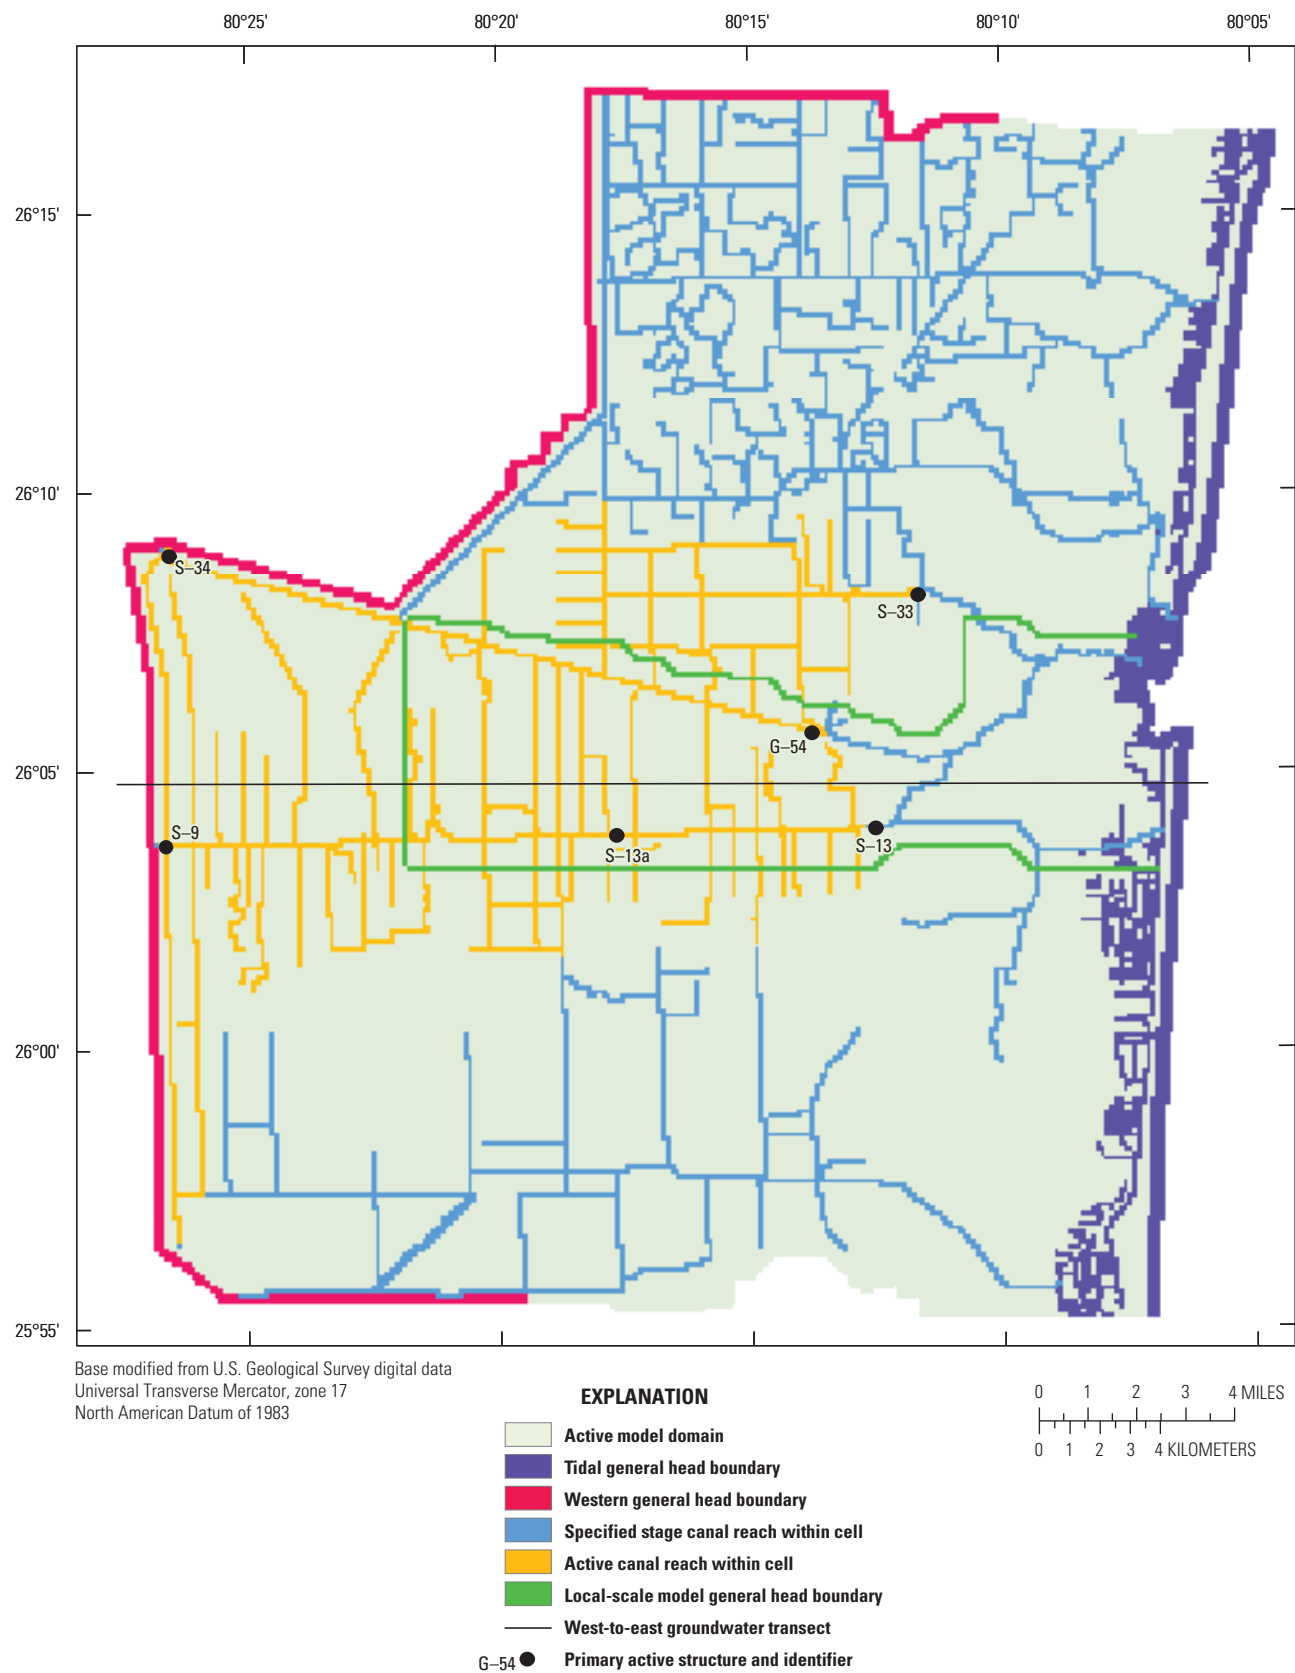 80°25' 80°20' 80°15' 80°10' 80°05'
26°15'
26°10'
S–34
S–33
G–54
26°05'
S–9
S–13a
S–13
26°00'
25°55'
Base modified from U.S. Geological Survey digital data
Universal Transverse Mercator, zone 17
North American Datum of 1983
EXPLANATION
Active model domain
Tidal general head boundary
Western general head boundary
Specified stage canal reach within cell
Active canal reach within cell
Local-scale model general head boundary
West-to-east groundwater transect
G–54 Primary active structure and identifier
0 1 2 3 4 MILES
0 1 2 3 4 KILOMETERS